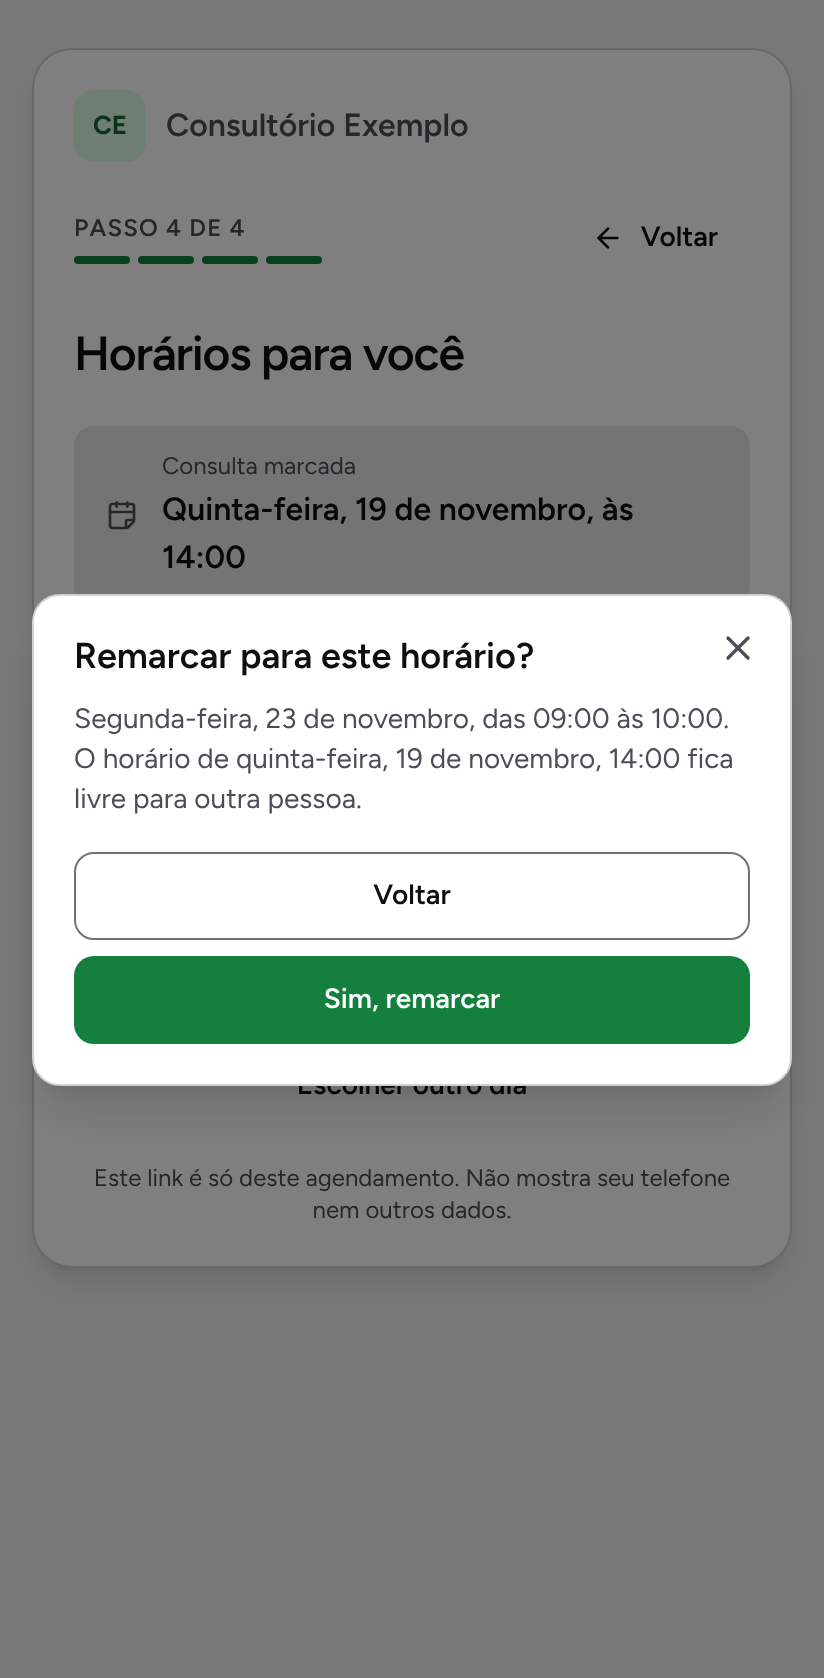 CE
Consultório Exemplo
PASSO 4 DE 4
Voltar
Horários para você
Consulta marcada
Quinta-feira, 19 de novembro, às
14:00
Remarcar para este horário?
Segunda-feira, 23 de novembro, das 09:00 às 10:00.
O horário de quinta-feira, 19 de novembro, 14:00 fica
livre para outra pessoa.
Voltar
Sim, remarcar
Escolher outro dia
Este link é só deste agendamento. Não mostra seu telefone
nem outros dados.